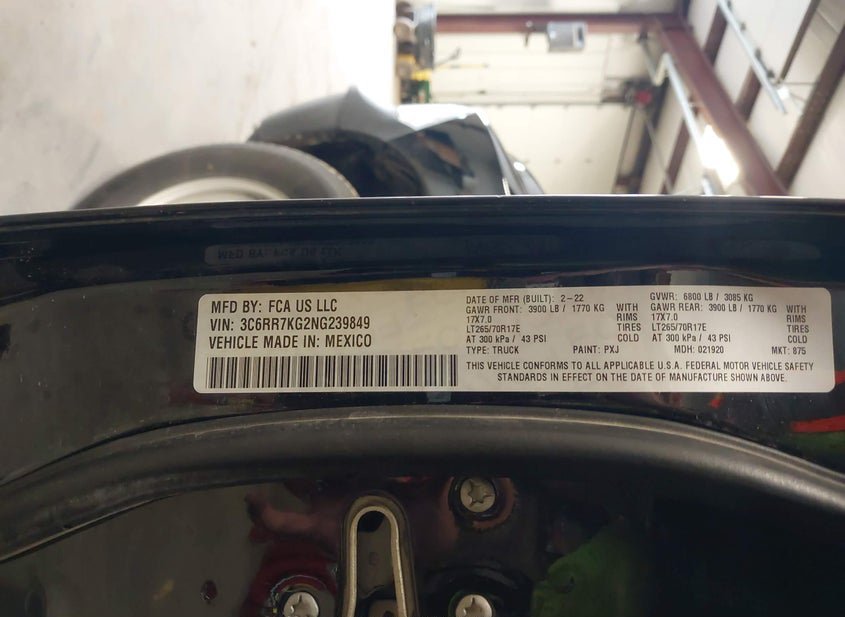 MFD BY: FCA US LLC
VIN: 3C6RR7KG2NG239849
VEHICLE MADE IN: MEXICO
DATE OF MFR (BUILT): 2-22 GVWR: 6800 LB / 3085 KG
GAWR FRONT: 3900 LB / 1770 KG WITH GAWR REAR: 3900 LB / 1770 KG WITH
17X7.0 RIMS 17X7.0 RIMS
LT265/70R17E TIRES LT265/70R17E TIRES
AT 300 kPa / 43 PSI COLD AT 300 kPa / 43 PSI COLD
TYPE: TRUCK PAINT: PXJ MDH: 021920 MKT: 875
THIS VEHICLE CONFORMS TO ALL APPLICABLE U.S.A. FEDERAL MOTOR VEHICLE SAFETY
STANDARDS IN EFFECT ON THE DATE OF MANUFACTURE SHOWN ABOVE.